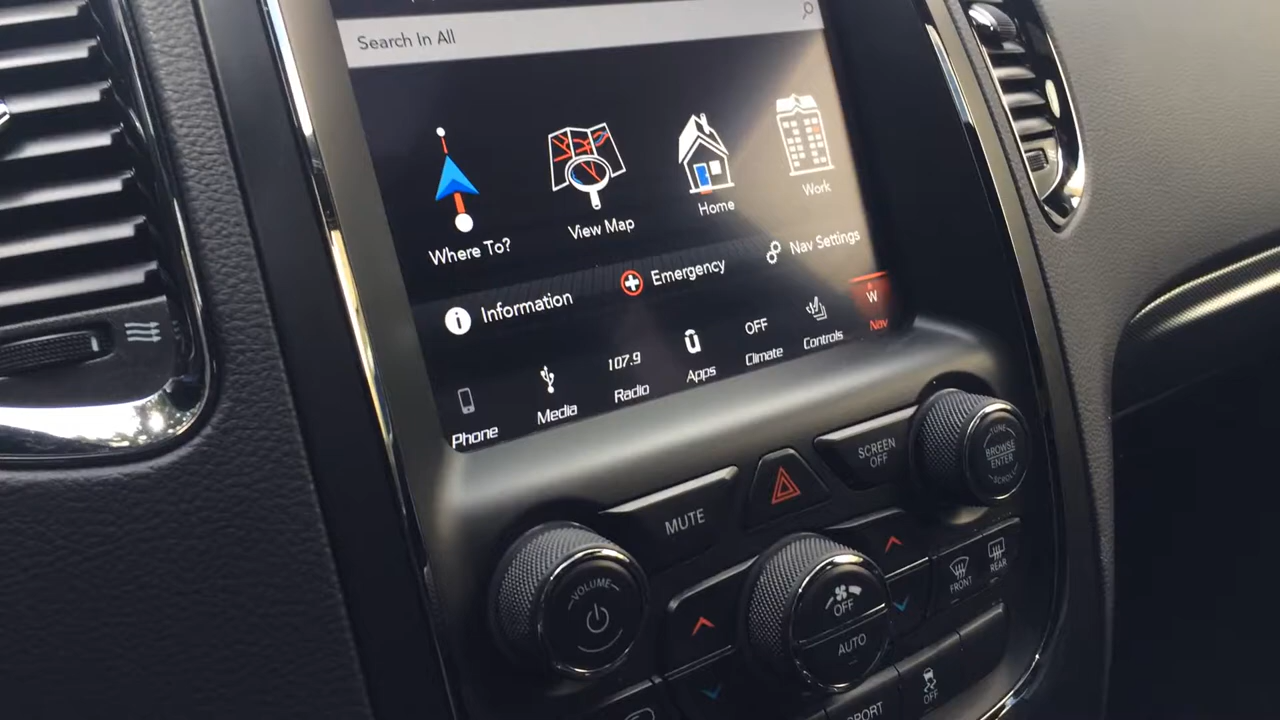 Search In All
Where To?
View Map
Home
Work
Information
Emergency
Nav Settings
Phone
Media
107.9
Radio
Apps
OFF
Climate
Controls
W
Nav
MUTE
SCREEN
OFF
TUNE
BROWSE
ENTER
SCROLL
VOLUME
OFF
AUTO
FRONT
REAR
OFF